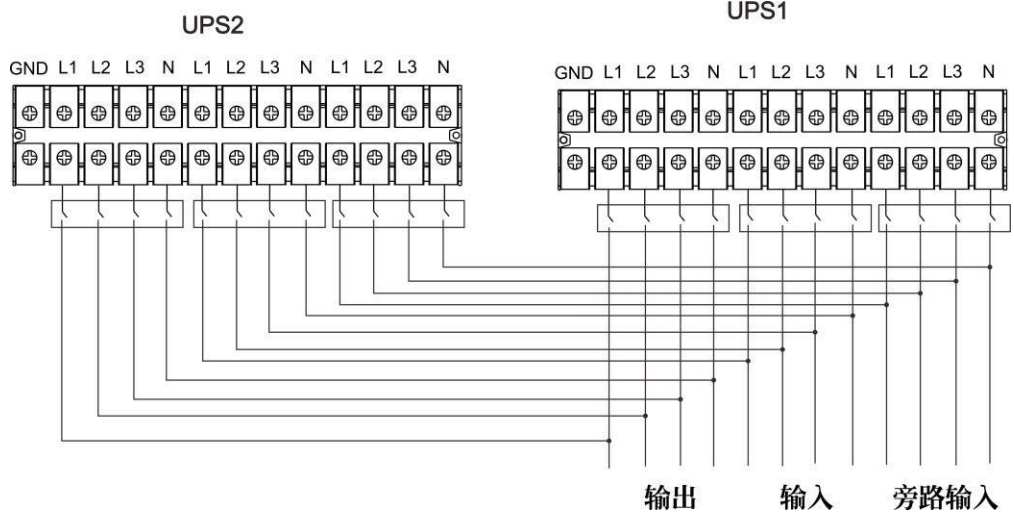 UPS2
UPS1
GND L1 L2 L3 N L1 L2 L3 N L1 L2 L3 N
GND L1 L2 L3 N L1 L2 L3 N L1 L2 L3 N
输出
输入
旁路输入